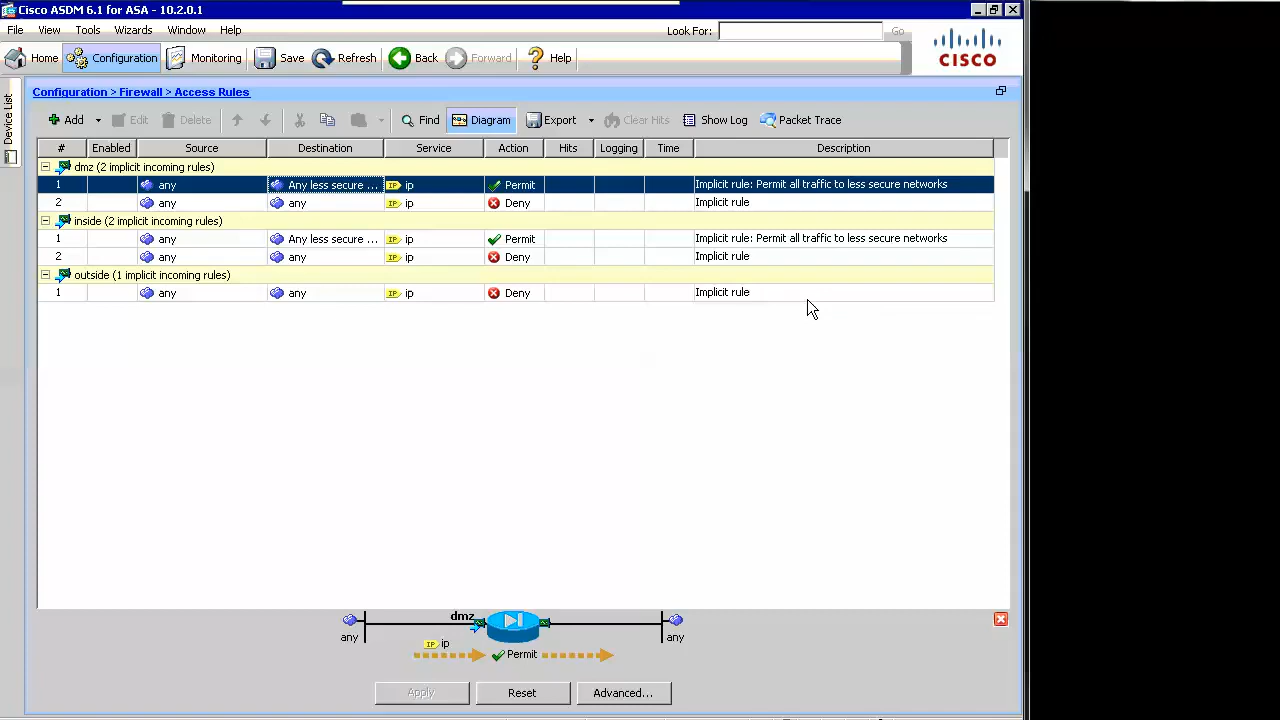 Cisco ASDM 6.1 for ASA - 10.2.0.1
File View Tools Wizards Window Help Look For: Go
Home Configuration Monitoring Save Refresh Back Forward Help
CISCO
Device List
Configuration > Firewall > Access Rules
Add Edit Delete Find Diagram Export Clear Hits Show Log Packet Trace
# Enabled Source Destination Service Action Hits Logging Time Description
dmz (2 implicit incoming rules)
1 any Any less secure ... IP ip Permit Implicit rule: Permit all traffic to less secure networks
2 any any IP ip Deny Implicit rule
inside (2 implicit incoming rules)
1 any Any less secure ... IP ip Permit Implicit rule: Permit all traffic to less secure networks
2 any any IP ip Deny Implicit rule
outside (1 implicit incoming rules)
1 any any IP ip Deny Implicit rule
dmz
any any
IP ip
Permit
Apply Reset Advanced...